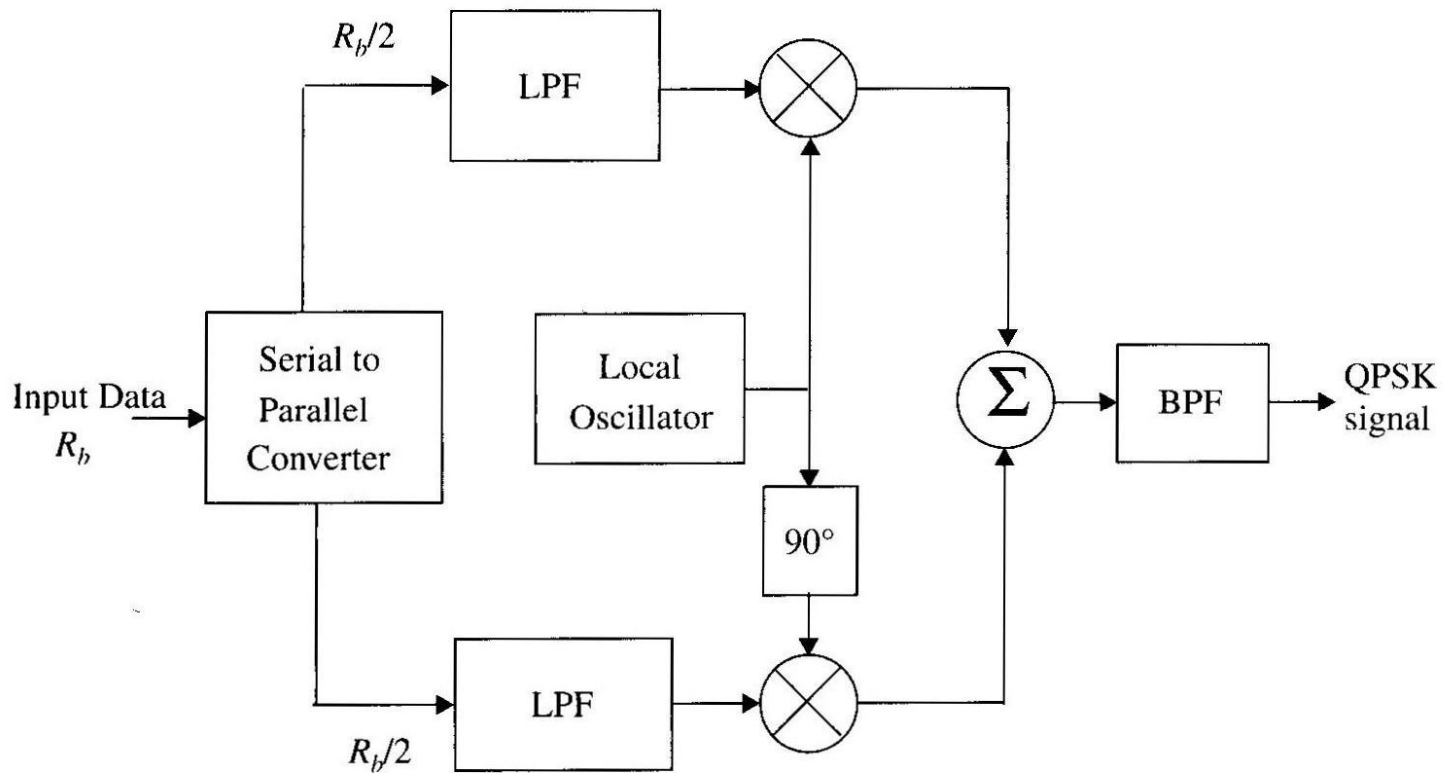 R_b/2
LPF
Serial to
Parallel
Converter
Input Data
R_b
Local
Oscillator
Σ
BPF
QPSK
signal
90°
LPF
R_b/2